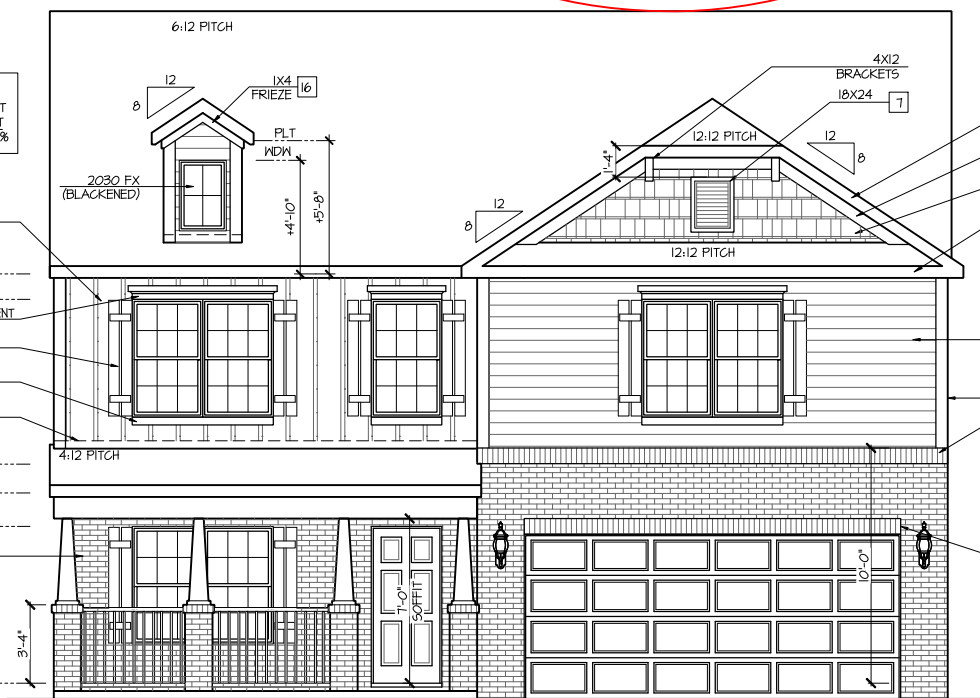 6:12 PITCH
12
8
1X4
FRIEZE
16
PLT
WDW
2030 FX
(BLACKENED)
+4'-10"
+5'-8"
4X12
BRACKETS
18X24
7
12:12 PITCH
12
8
1'-4"
12
8
12:12 PITCH
T
T
%
ENT
4:12 PITCH
10'-0"
7'-0"
SOFFIT
3'-4"